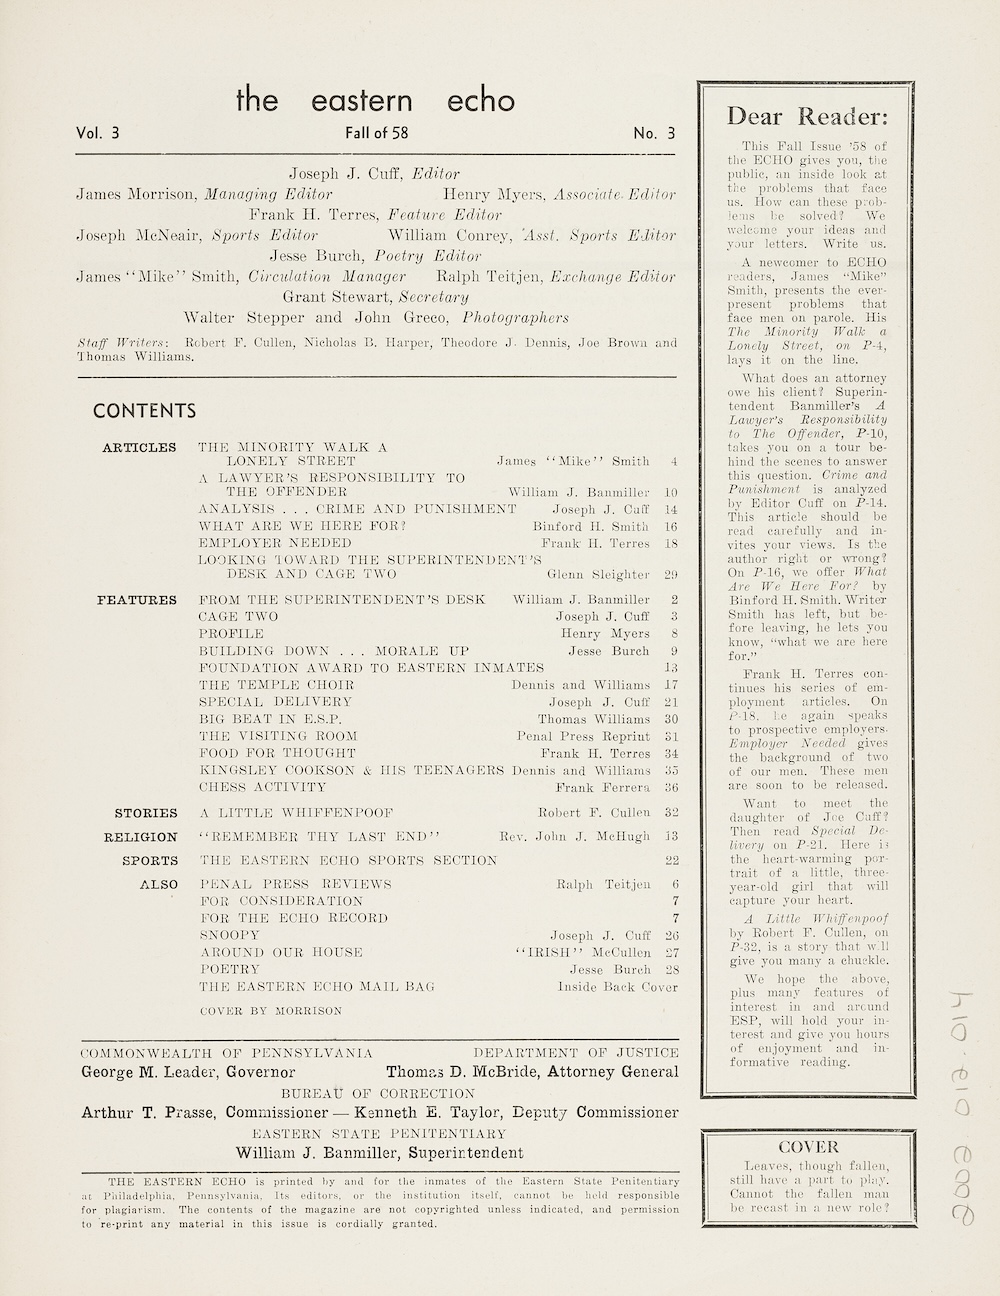 the eastern echo
Vol. 3 Fall of 58 No. 3
Joseph J. Cuff, Editor
James Morrison, Managing Editor Henry Myers, Associate Editor
Frank H. Terres, Feature Editor
Joseph McNeair, Sports Editor William Conrey, Asst. Sports Editor
Jesse Burch, Poetry Editor
James "Mike" Smith, Circulation Manager Ralph Teitjen, Exchange Editor
Grant Stewart, Secretary
Walter Stepper and John Greco, Photographers
Staff Writers: Robert F. Cullen, Nicholas B. Harper, Theodore J. Dennis, Joe Brown and
Thomas Williams.
CONTENTS
ARTICLES THE MINORITY WALK A
LONELY STREET James "Mike" Smith 4
A LAWYER'S RESPONSIBILITY TO
THE OFFENDER William J. Banmiller 10
ANALYSIS . . . CRIME AND PUNISHMENT Joseph J. Cuff 14
WHAT ARE WE HERE FOR? Binford H. Smith 16
EMPLOYER NEEDED Frank H. Terres 18
LOOKING TOWARD THE SUPERINTENDENT'S
DESK AND CAGE TWO Glenn Sleighter 29
FEATURES FROM THE SUPERINTENDENT'S DESK William J. Banmiller 2
CAGE TWO Joseph J. Cuff 3
PROFILE Henry Myers 8
BUILDING DOWN . . . MORALE UP Jesse Burch 9
FOUNDATION AWARD TO EASTERN INMATES 13
THE TEMPLE CHOIR Dennis and Williams 17
SPECIAL DELIVERY Joseph J. Cuff 21
BIG BEAT IN E.S.P. Thomas Williams 30
THE VISITING ROOM Penal Press Reprint 31
FOOD FOR THOUGHT Frank H. Terres 34
KINGSLEY COOKSON & HIS TEENAGERS Dennis and Williams 35
CHESS ACTIVITY Frank Ferrera 36
STORIES A LITTLE WHIFFENPOOF Robert F. Cullen 32
RELIGION "REMEMBER THY LAST END" Rev. John J. McHugh 13
SPORTS THE EASTERN ECHO SPORTS SECTION 22
ALSO PENAL PRESS REVIEWS Ralph Teitjen 6
FOR CONSIDERATION 7
FOR THE ECHO RECORD 7
SNOOPY Joseph J. Cuff 26
AROUND OUR HOUSE "IRISH" McCullen 27
POETRY Jesse Burch 28
THE EASTERN ECHO MAIL BAG Inside Back Cover
COVER BY MORRISON
COMMONWEALTH OF PENNSYLVANIA DEPARTMENT OF JUSTICE
George M. Leader, Governor Thomas D. McBride, Attorney General
BUREAU OF CORRECTION
Arthur T. Prasse, Commissioner — Kenneth E. Taylor, Deputy Commissioner
EASTERN STATE PENITENTIARY
William J. Banmiller, Superintendent
THE EASTERN ECHO is printed by and for the inmates of the Eastern State Penitentiary
at Philadelphia, Pennsylvania, Its editors, or the institution itself, cannot be held responsible
for plagiarism. The contents of the magazine are not copyrighted unless indicated, and permission
to re-print any material in this issue is cordially granted.
Dear Reader:
This Fall Issue '58 of
the ECHO gives you, the
public, an inside look at
the problems that face
us. How can these prob-
lems be solved? We
welcome your ideas and
your letters. Write us.
A newcomer to ECHO
readers, James "Mike"
Smith, presents the ever-
present problems that
face men on parole. His
The Minority Walk a
Lonely Street, on P-4,
lays it on the line.
What does an attorney
owe his client? Superin-
tendent Banmiller's A
Lawyer's Responsibility
to The Offender, P-10,
takes you on a tour be-
hind the scenes to answer
this question. Crime and
Punishment is analyzed
by Editor Cuff on P-14.
This article should be
read carefully and in-
vites your views. Is the
author right or wrong?
On P-16, we offer What
Are We Here For? by
Binford H. Smith. Writer
Smith has left, but be-
fore leaving, he lets you
know, "what we are here
for."
Frank H. Terres con-
tinues his series of em-
ployment articles. On
P-18, he again speaks
to prospective employers.
Employer Needed gives
the background of two
of our men. These men
are soon to be released.
Want to meet the
daughter of Joe Cuff?
Then read Special De-
livery on P-21. Here is
the heart-warming por-
trait of a little, three-
year-old girl that will
capture your heart.
A Little Whiffenpoof
by Robert F. Cullen, on
P-32, is a story that will
give you many a chuckle.
We hope the above,
plus many features of
interest in and around
ESP, will hold your in-
terest and give you hours
of enjoyment and in-
formative reading.
COVER
Leaves, though fallen,
still have a part to play.
Cannot the fallen man
be recast in a new role?